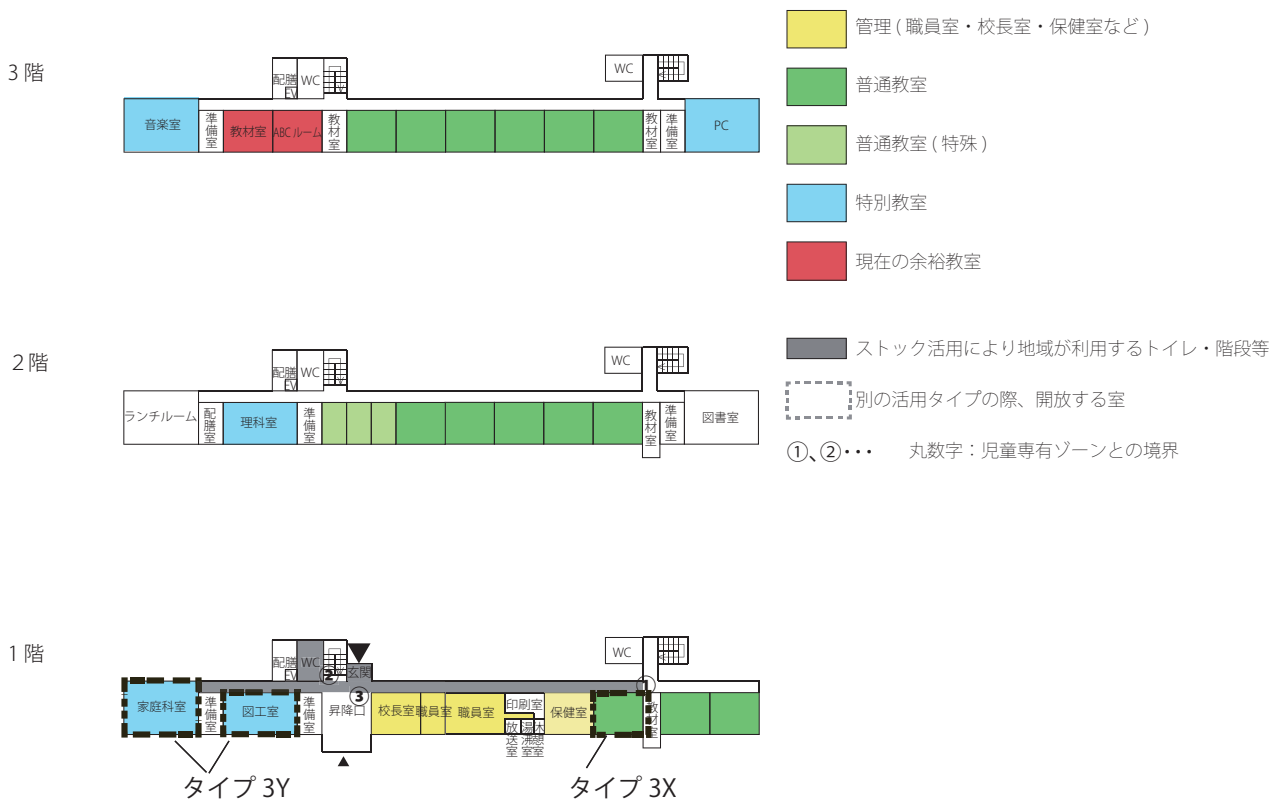 3階
配膳
EV
WC
WC
音楽室
準備室
教材室
ABCルーム
教材室
教材室
準備室
PC
2階
配膳
EV
WC
WC
ランチルーム
配膳室
理科室
準備室
教材室
準備室
図書室
1階
配膳
EV
WC
②
玄関
③
WC
①
家庭科室
準備室
図工室
準備室
昇降口
校長室
職員室
職員室
印刷室
放送室
湯沸室
休憩室
保健室
教材室
タイプ 3Y
タイプ 3X
管理(職員室・校長室・保健室など)
普通教室
普通教室(特殊)
特別教室
現在の余裕教室
ストック活用により地域が利用するトイレ・階段等
別の活用タイプの際、開放する室
①、②・・・ 丸数字：児童専有ゾーンとの境界